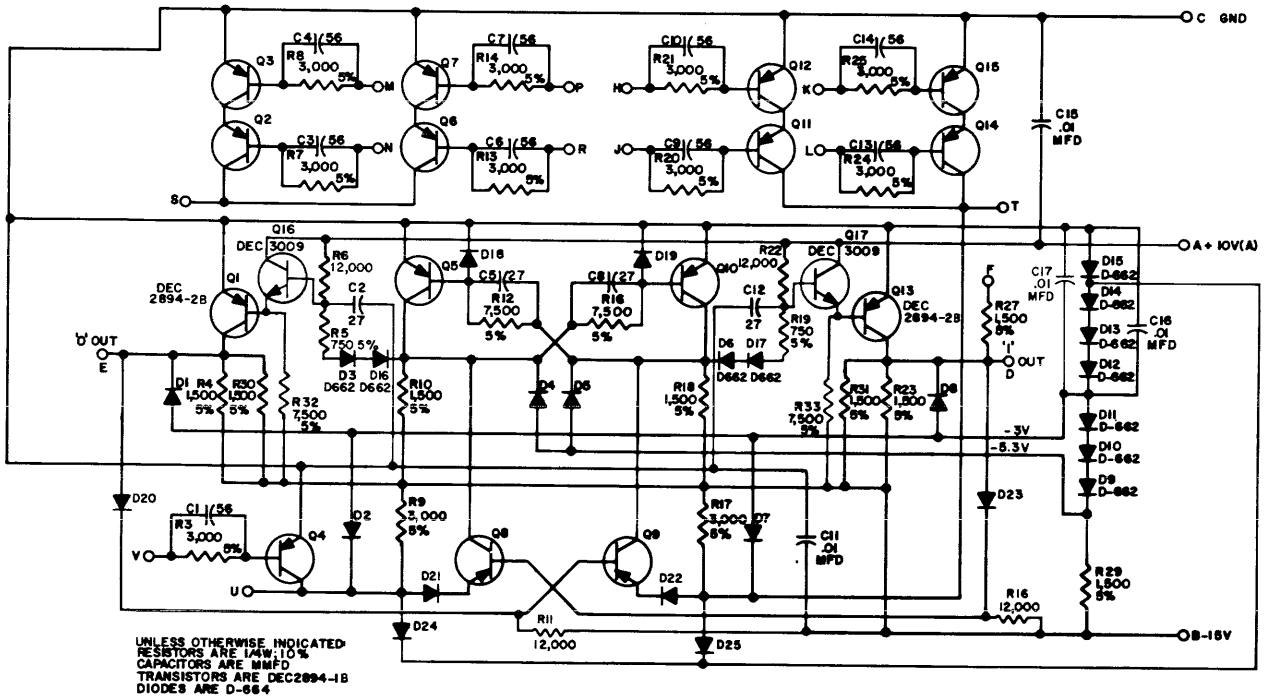 C GND
C4 56
R8
3,000
5%
M
Q3
C7 56
R14
3,000
5%
P
Q7
C10 56
R21
3,000
5%
H
Q12
C14 56
R25
3,000
5%
K
Q15
C15
.01
MFD
Q2
C3 56
R7
3,000
5%
N
Q6
C6 56
R13
3,000
5%
R
J
C9 56
R20
3,000
5%
Q11
L
C13 56
R24
3,000
5%
Q14
S
T
Q16
DEC 3009
Q1
DEC
2894-2B
R6
12,000
C2
27
R5
750 5%
D3
D662
D16
D662
Q5
D18
C5 27
R12
7,500
5%
C8 27
R16
7,500
5%
D19
Q10
R22
12,000
Q17
DEC 3009
C12
27
R19
750
5%
D6
D662
D17
D662
Q13
DEC
2894-2B
F
R27
1,500
5%
A+10V(A)
C17
.01
MFD
D15
D-662
D14
D-662
D13
D-662
D12
D-662
C16
.01
MFD
'0' OUT
E
'1'
OUT
D
D1
R4
1,500
5%
R30
1,500
5%
R32
7,500
5%
R10
1,500
5%
D4
D5
R18
1,500
5%
R33
7,500
5%
R31
1,500
5%
R23
1,500
5%
D8
-3V
-5.3V
D11
D-662
D10
D-662
D9
D-662
D20
C1 56
R3
3,000
5%
V
Q4
U
D2
R9
3,000
5%
D21
Q8
Q9
D22
R17
3,000
5%
D7
C11
.01
MFD
D23
R29
1,500
5%
D24
R11
12,000
D25
R16
12,000
B-15V
UNLESS OTHERWISE INDICATED:
RESISTORS ARE 1/4W; 10%
CAPACITORS ARE MMFD
TRANSISTORS ARE DEC2894-1B
DIODES ARE D-664